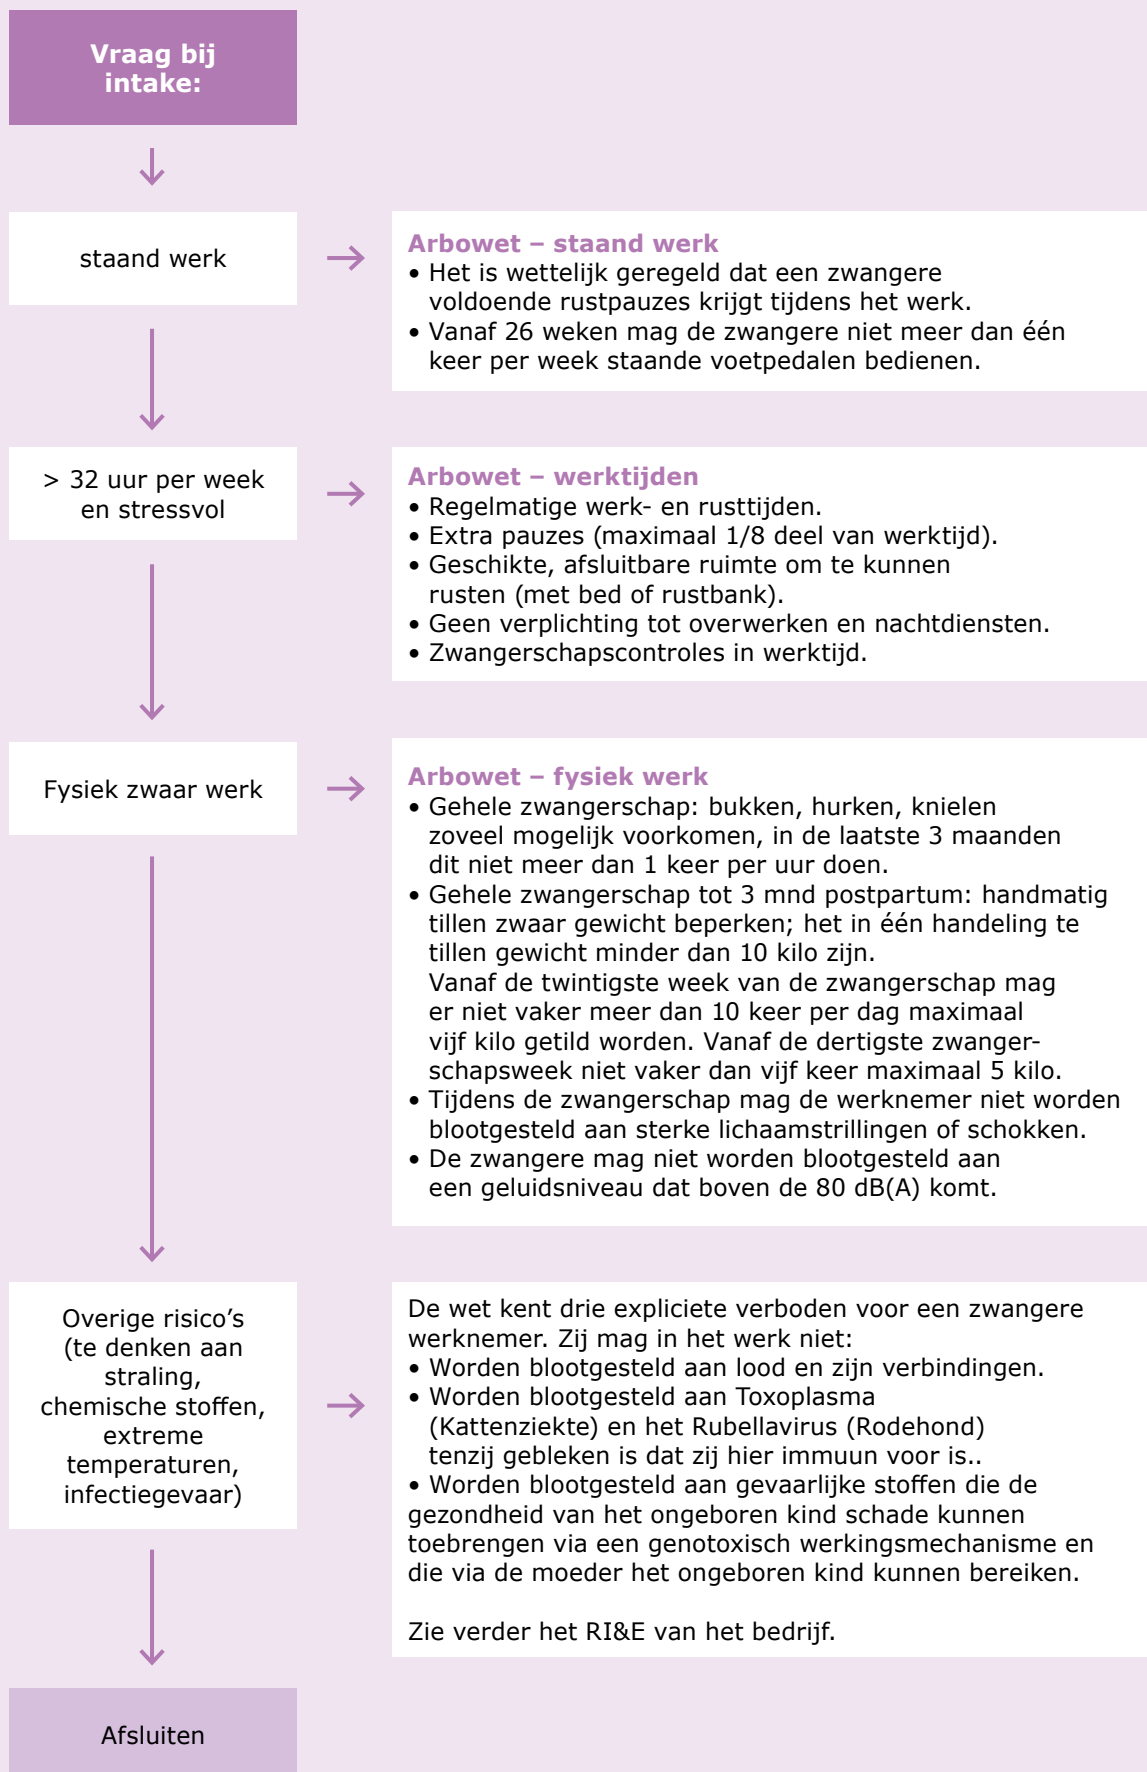 Vraag bij
intake:
staand werk
Arbowet – staand werk
• Het is wettelijk geregeld dat een zwangere
voldoende rustpauzes krijgt tijdens het werk.
• Vanaf 26 weken mag de zwangere niet meer dan één
keer per week staande voetpedalen bedienen.
> 32 uur per week
en stressvol
Arbowet – werktijden
• Regelmatige werk- en rusttijden.
• Extra pauzes (maximaal 1/8 deel van werktijd).
• Geschikte, afsluitbare ruimte om te kunnen
rusten (met bed of rustbank).
• Geen verplichting tot overwerken en nachtdiensten.
• Zwangerschapscontroles in werktijd.
Fysiek zwaar werk
Arbowet – fysiek werk
• Gehele zwangerschap: bukken, hurken, knielen
zoveel mogelijk voorkomen, in de laatste 3 maanden
dit niet meer dan 1 keer per uur doen.
• Gehele zwangerschap tot 3 mnd postpartum: handmatig
tillen zwaar gewicht beperken; het in één handeling te
tillen gewicht minder dan 10 kilo zijn.
Vanaf de twintigste week van de zwangerschap mag
er niet vaker meer dan 10 keer per dag maximaal
vijf kilo getild worden. Vanaf de dertigste zwanger-
schapsweek niet vaker dan vijf keer maximaal 5 kilo.
• Tijdens de zwangerschap mag de werknemer niet worden
blootgesteld aan sterke lichaamstrillingen of schokken.
• De zwangere mag niet worden blootgesteld aan
een geluidsniveau dat boven de 80 dB(A) komt.
Overige risico’s
(te denken aan
straling,
chemische stoffen,
extreme
temperaturen,
infectiegevaar)
De wet kent drie expliciete verboden voor een zwangere
werknemer. Zij mag in het werk niet:
• Worden blootgesteld aan lood en zijn verbindingen.
• Worden blootgesteld aan Toxoplasma
(Kattenziekte) en het Rubellavirus (Rodehond)
tenzij gebleken is dat zij hier immuun voor is..
• Worden blootgesteld aan gevaarlijke stoffen die de
gezondheid van het ongeboren kind schade kunnen
toebrengen via een genotoxisch werkingsmechanisme en
die via de moeder het ongeboren kind kunnen bereiken.
Zie verder het RI&E van het bedrijf.
Afsluiten